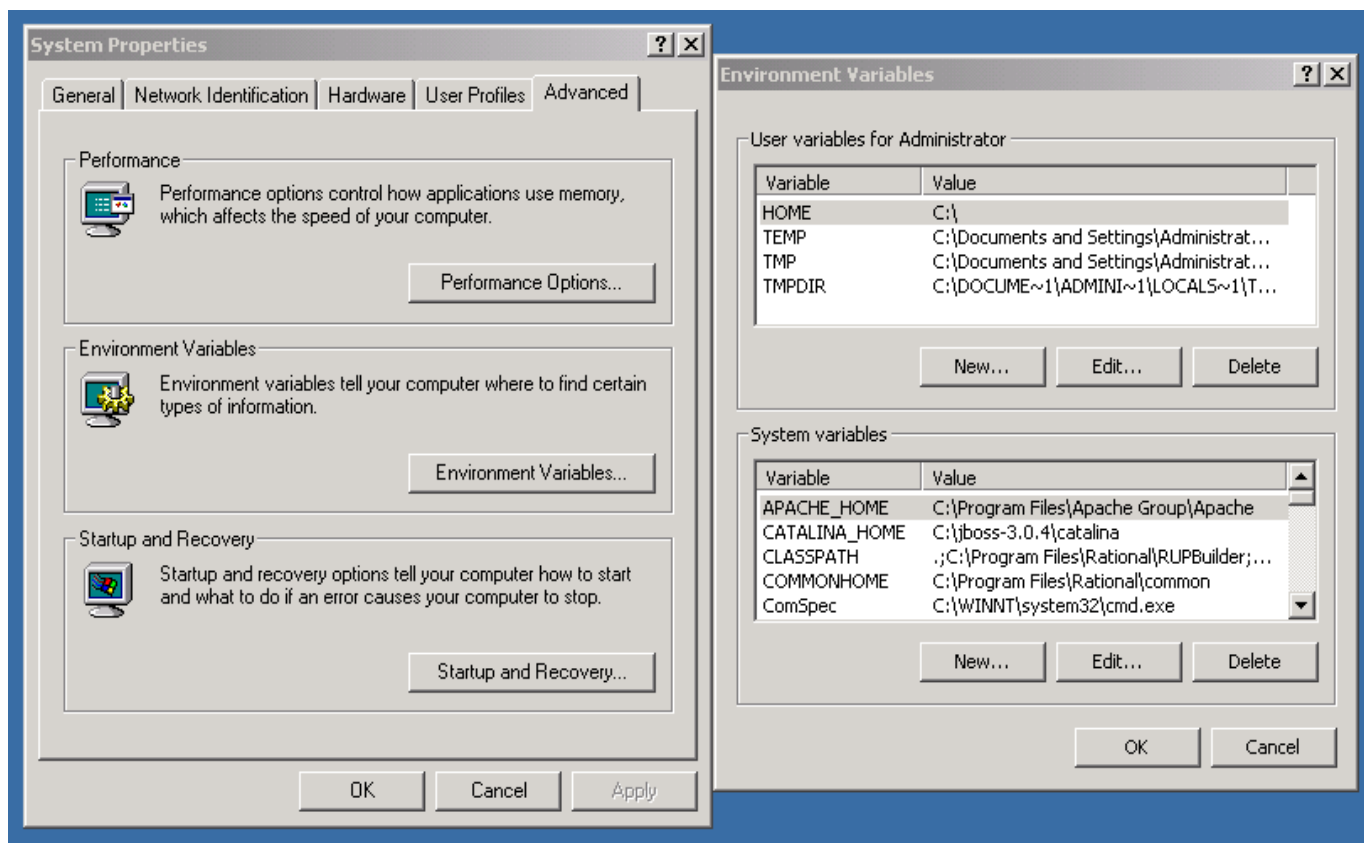 System Properties
General Network Identification Hardware User Profiles Advanced
Performance
Performance options control how applications use memory,
which affects the speed of your computer.
Performance Options...
Environment Variables
Environment variables tell your computer where to find certain
types of information.
Environment Variables...
Startup and Recovery
Startup and recovery options tell your computer how to start
and what to do if an error causes your computer to stop.
Startup and Recovery...
OK Cancel Apply
Environment Variables
User variables for Administrator
Variable Value
HOME C:\
TEMP C:\Documents and Settings\Administrat...
TMP C:\Documents and Settings\Administrat...
TMPDIR C:\DOCUME~1\ADMINI~1\LOCALS~1\T...
New... Edit... Delete
System variables
Variable Value
APACHE_HOME C:\Program Files\Apache Group\Apache
CATALINA_HOME C:\jboss-3.0.4\catalina
CLASSPATH .;C:\Program Files\Rational\RUPBuilder;...
COMMONHOME C:\Program Files\Rational\common
ComSpec C:\WINNT\system32\cmd.exe
New... Edit... Delete
OK Cancel